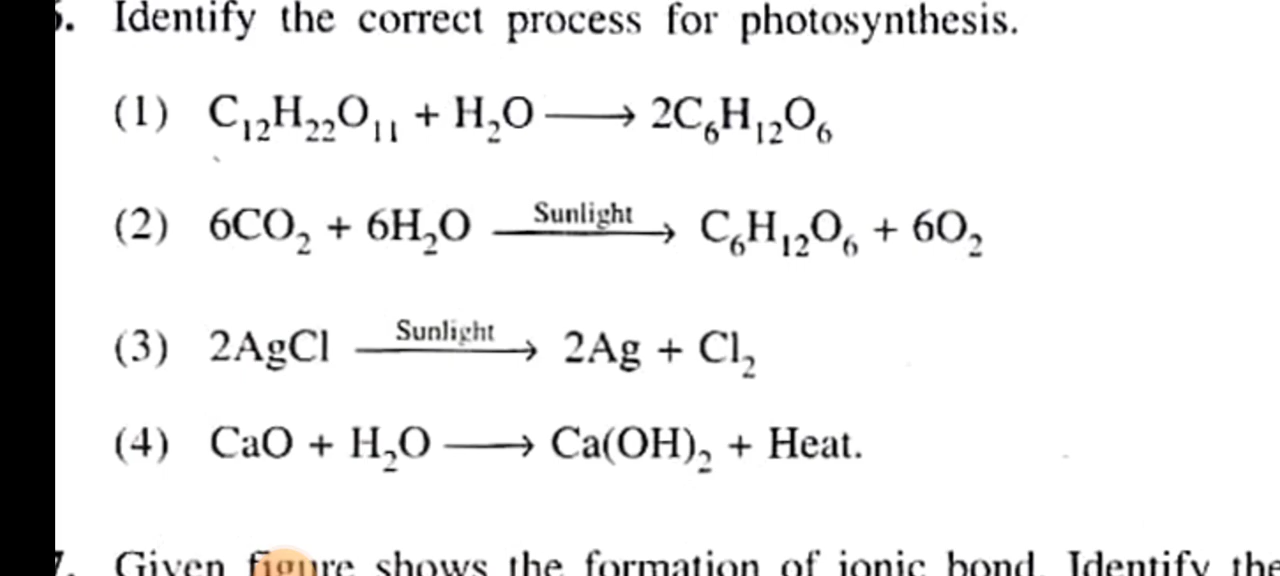 . Identify the correct process for photosynthesis.
(1) C₁₂H₂₂O₁₁ + H₂O ⟶ 2C₆H₁₂O₆
(2) 6CO₂ + 6H₂O —Sunlight→ C₆H₁₂O₆ + 6O₂
(3) 2AgCl —Sunlight→ 2Ag + Cl₂
(4) CaO + H₂O ⟶ Ca(OH)₂ + Heat.
7. Given figure shows the formation of ionic bond. Identify the